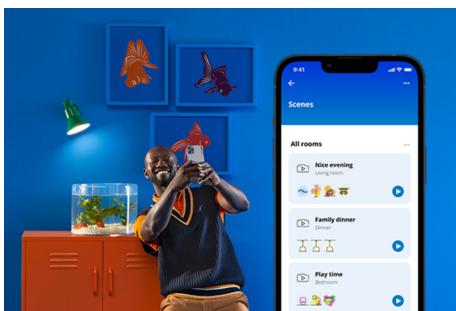 9:41
Scenes
All rooms
Nice evening
Living room
Family dinner
Dinner
Play time
Bedroom